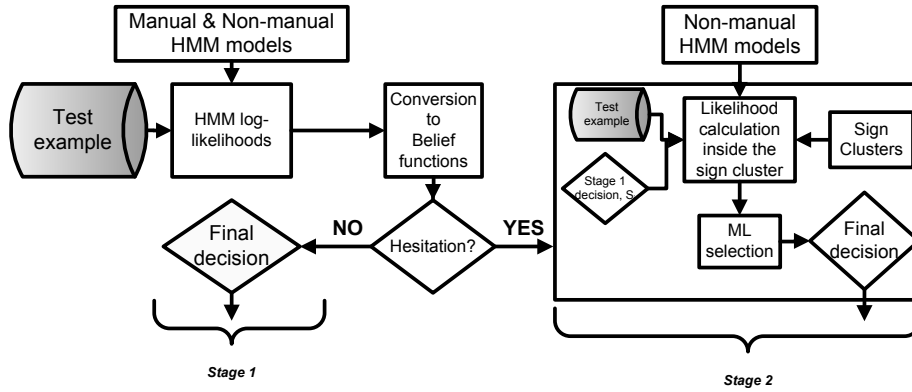 Manual & Non-manual
HMM models
Test
example
HMM log-
likelihoods
Conversion
to
Belief
functions
Hesitation?
NO
YES
Final
decision
Stage 1
Non-manual
HMM models
Test
example
Stage 1
decision, S
Likelihood
calculation
inside the
sign cluster
Sign
Clusters
ML
selection
Final
decision
Stage 2